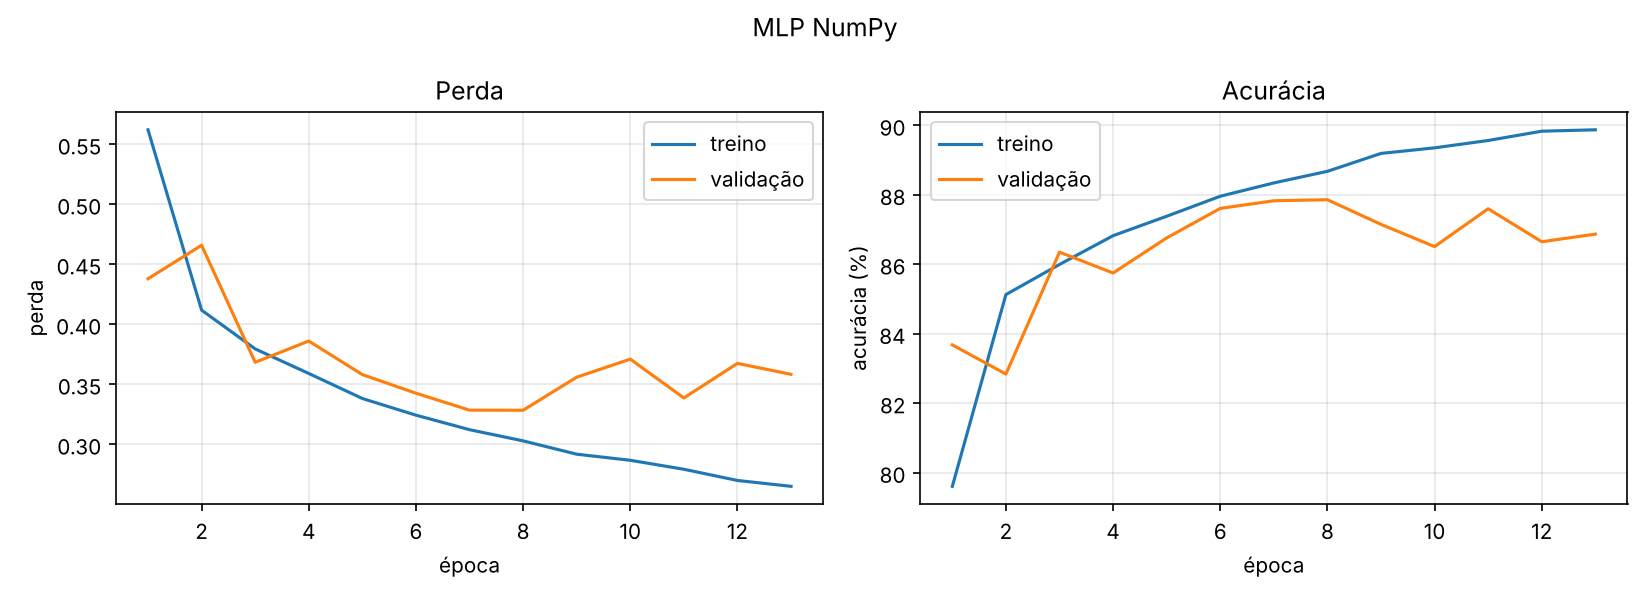 MLP NumPy
Perda
0.55
0.50
0.45
0.40
0.35
0.30
perda
2 4 6 8 10 12
época
treino
validação
Acurácia
90
88
86
84
82
80
acurácia (%)
2 4 6 8 10 12
época
treino
validação